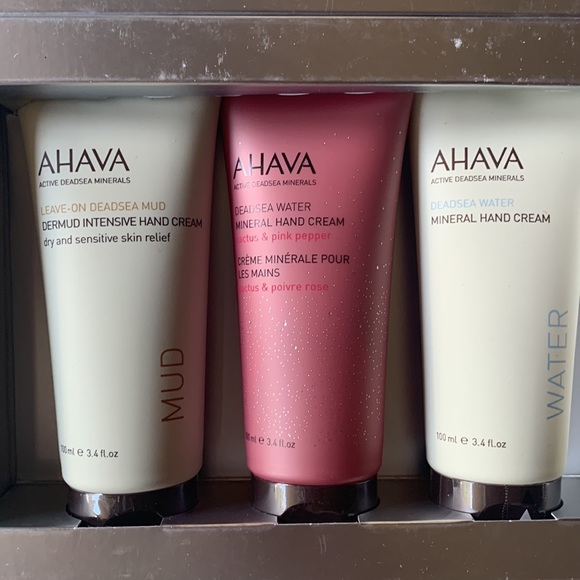 AHAVA
ACTIVE DEADSEA MINERALS
LEAVE-ON DEADSEA MUD
DERMUD INTENSIVE HAND CREAM
dry and sensitive skin relief
MUD
100 ml e 3.4 fl.oz
AHAVA
ACTIVE DEADSEA MINERALS
DEADSEA WATER
MINERAL HAND CREAM
cactus & pink pepper
CRÈME MINÉRALE POUR
LES MAINS
cactus & poivre rose
ml e 3.4 fl.oz
AHAVA
ACTIVE DEADSEA MINERALS
DEADSEA WATER
MINERAL HAND CREAM
WATER
100 ml e 3.4 fl.oz